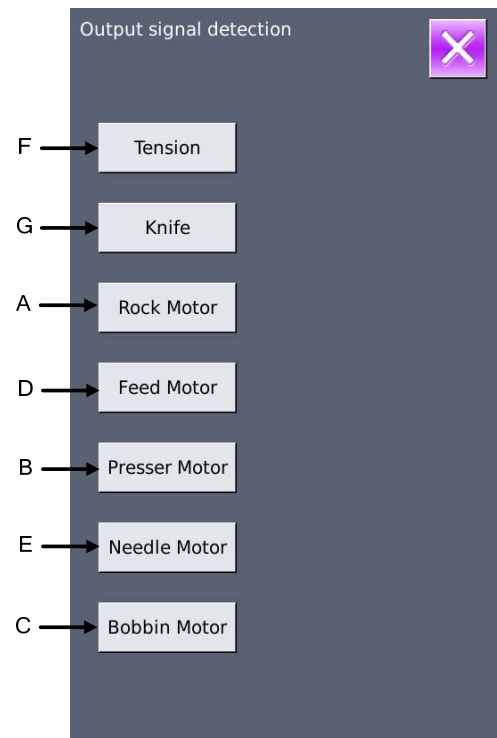 Output signal detection
F Tension
G Knife
A Rock Motor
D Feed Motor
B Presser Motor
E Needle Motor
C Bobbin Motor